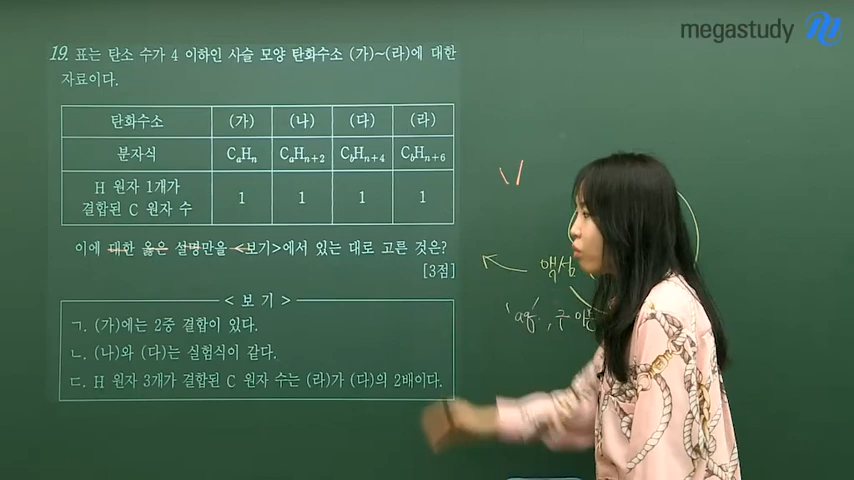 megastudy
19. 표는 탄소 수가 4 이하인 사슬 모양 탄화수소 (가)~(라)에 대한
자료이다.
탄화수소 (가) (나) (다) (라)
분자식 CaHn CaHn+2 CbHn+4 CbHn+6
H 원자 1개가
결합된 C 원자 수 1 1 1 1
이에 대한 옳은 설명만을 <보기>에서 있는 대로 고른 것은?
[3점]
<보 기>
ㄱ. (가)에는 2중 결합이 있다.
ㄴ. (나)와 (다)는 실험식이 같다.
ㄷ. H 원자 3개가 결합된 C 원자 수는 (라)가 (다)의 2배이다.
액성
'aq'